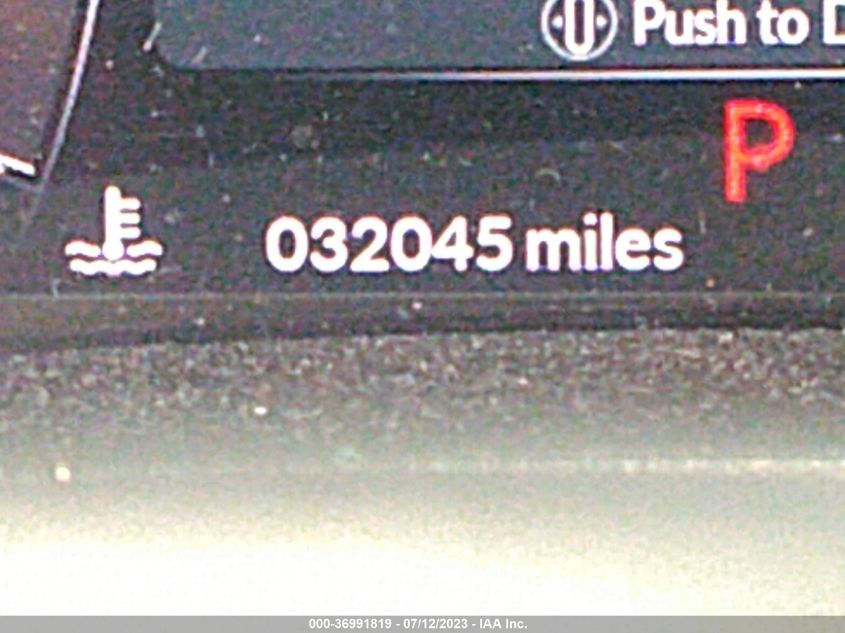 Push to D
P
032045 miles
000-36991819 - 07/12/2023 - IAA Inc.